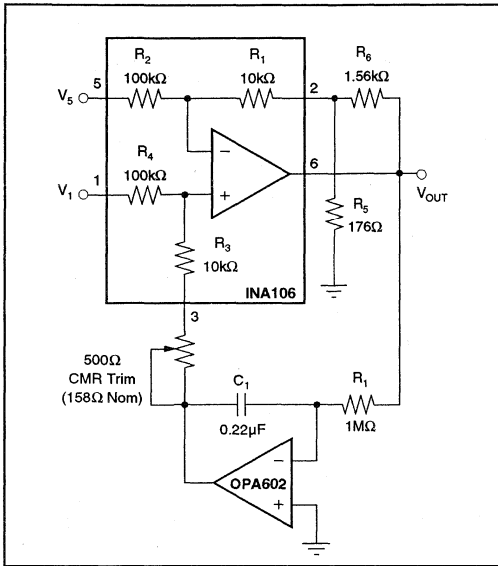 R2
100kΩ
R1
10kΩ
R6
1.56kΩ
5
2
V5
R4
100kΩ
−
6
1
V1
+
VOUT
R5
176Ω
R3
10kΩ
INA106
3
500Ω
CMR Trim
(158Ω Nom)
C1
R1
0.22µF
1MΩ
−
OPA602
+